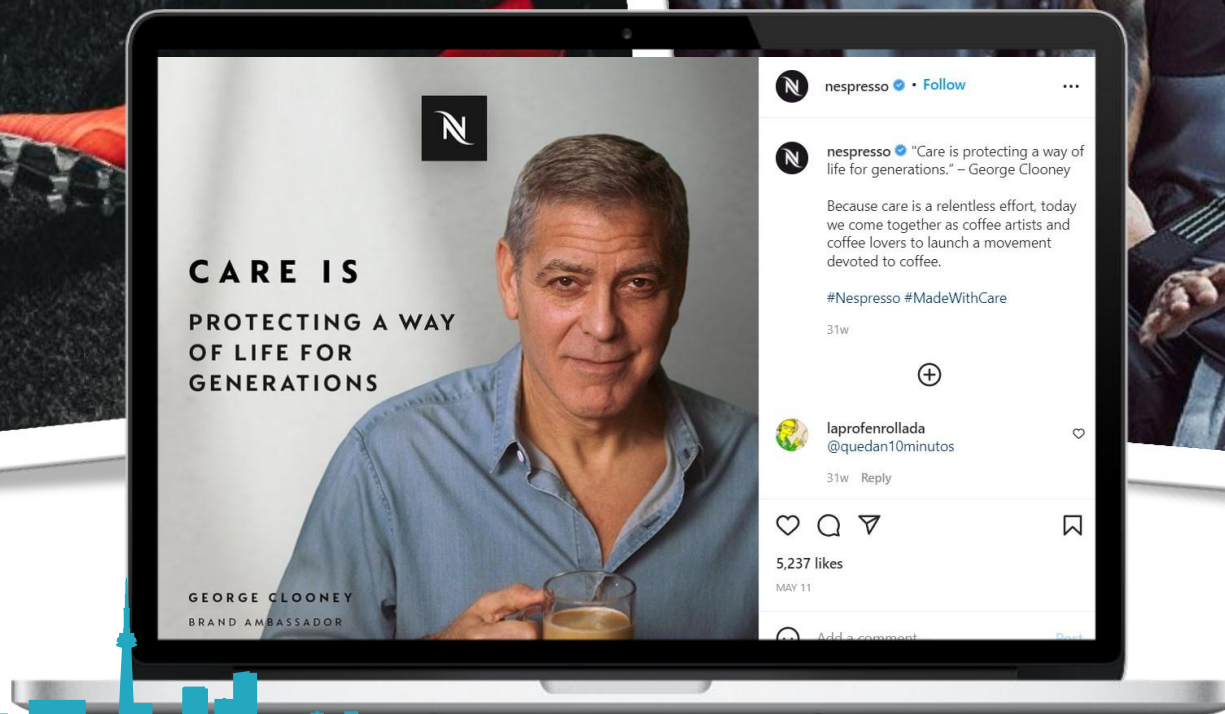 N
CARE IS
PROTECTING A WAY
OF LIFE FOR
GENERATIONS
GEORGE CLOONEY
BRAND AMBASSADOR
nespresso • Follow
nespresso "Care is protecting a way of
life for generations.” – George Clooney
Because care is a relentless effort, today
we come together as coffee artists and
coffee lovers to launch a movement
devoted to coffee.
#Nespresso #MadeWithCare
31w
laprofenrollada
@quedan10minutos
31w Reply
5,237 likes
MAY 11
Add a comment
Post